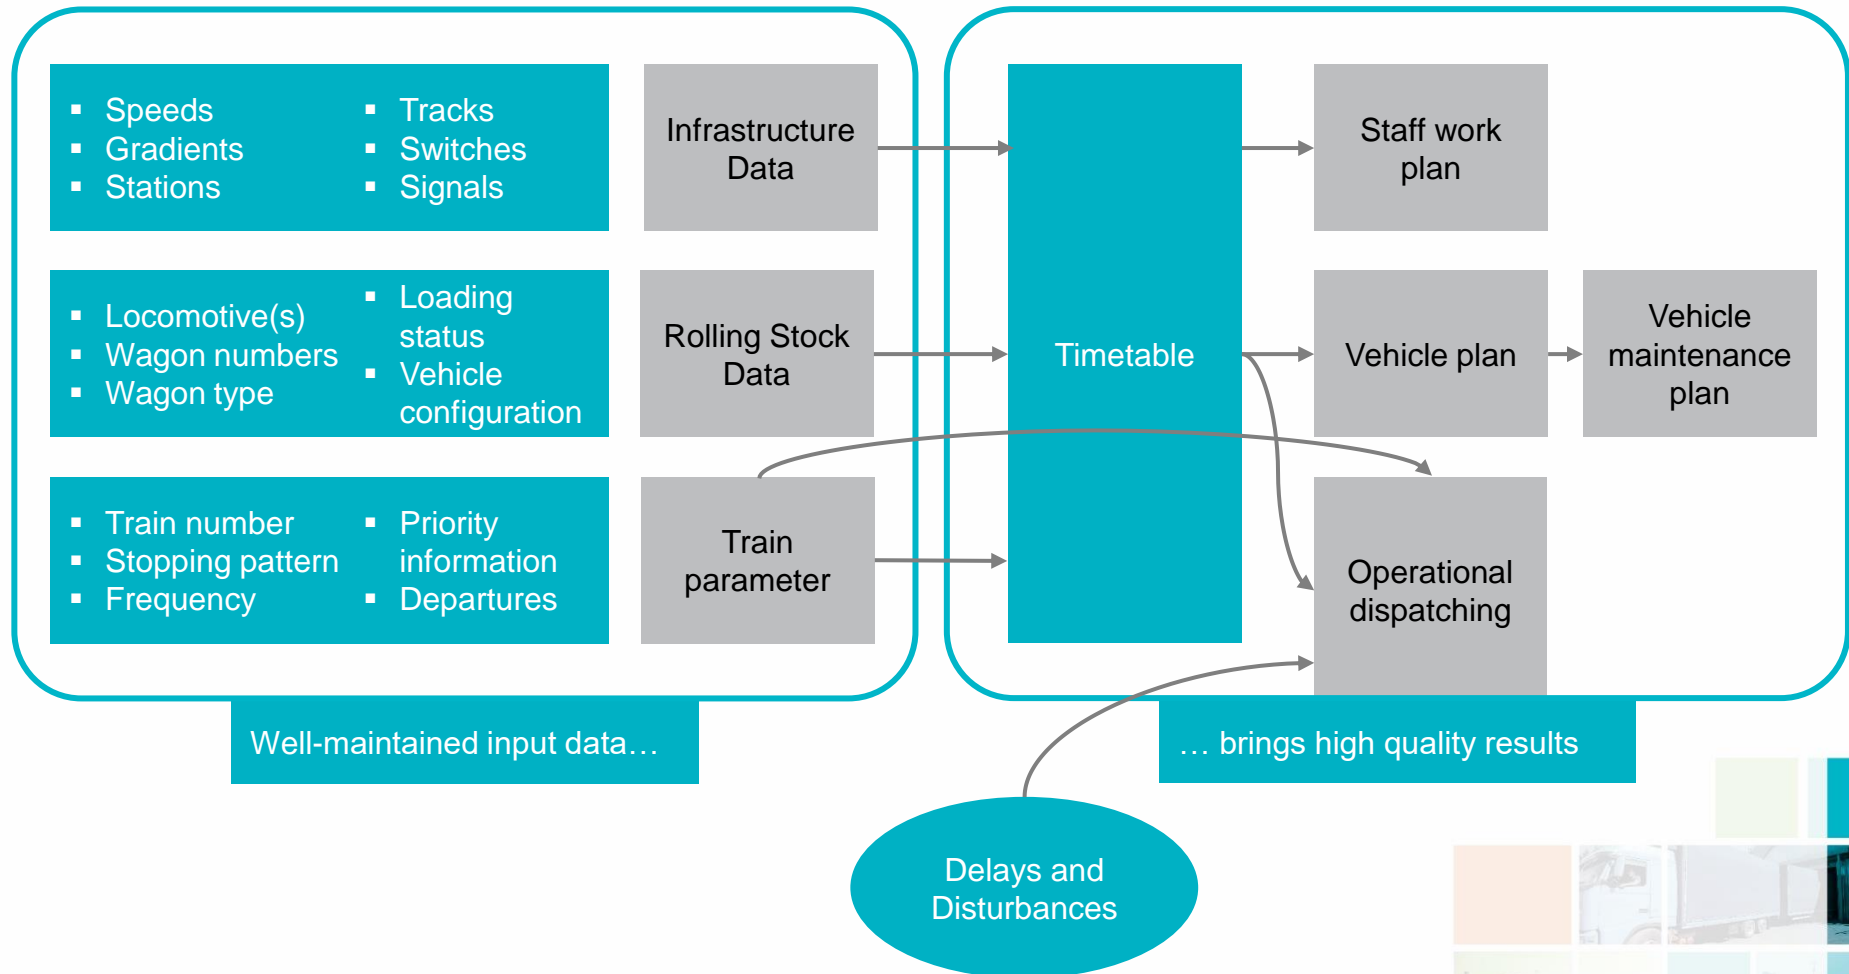 ▪ Speeds
▪ Gradients
▪ Stations
▪ Tracks
▪ Switches
▪ Signals
Infrastructure
Data
▪ Locomotive(s)
▪ Wagon numbers
▪ Wagon type
▪ Loading
status
▪ Vehicle
configuration
Rolling Stock
Data
▪ Train number
▪ Stopping pattern
▪ Frequency
▪ Priority
information
▪ Departures
Train
parameter
Well-maintained input data…
Timetable
Staff work
plan
Vehicle plan
Vehicle
maintenance
plan
Operational
dispatching
… brings high quality results
Delays and
Disturbances